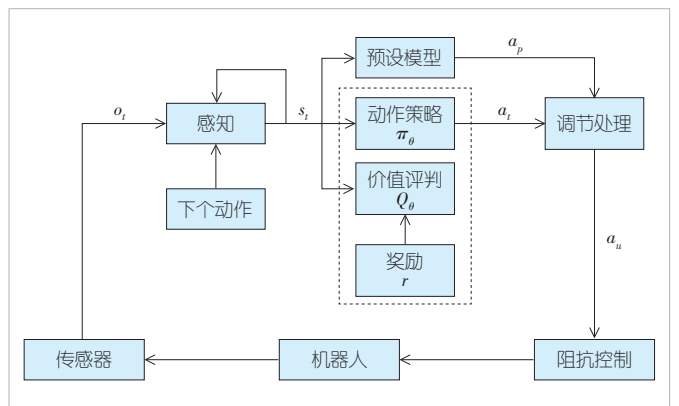 预设模型
a_p
o_t
感知
s_t
动作策略
π_θ
a_t
调节处理
价值评判
Q_θ
下个动作
奖励
r
a_u
传感器
机器人
阻抗控制